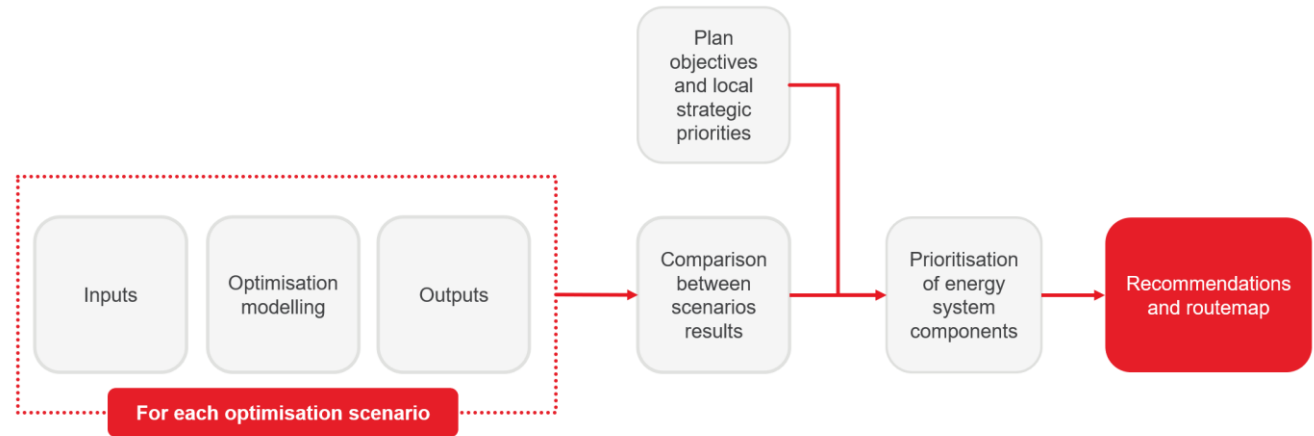 Plan
objectives
and local
strategic
priorities
Inputs
Optimisation
modelling
Outputs
Comparison
between
scenarios
results
Prioritisation
of energy
system
components
Recommendations
and routemap
For each optimisation scenario